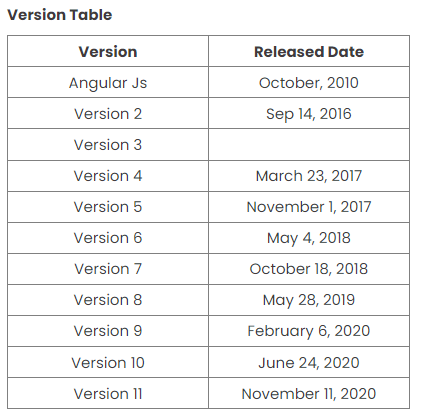 Version Table
Version Released Date
Angular Js October, 2010
Version 2 Sep 14, 2016
Version 3
Version 4 March 23, 2017
Version 5 November 1, 2017
Version 6 May 4, 2018
Version 7 October 18, 2018
Version 8 May 28, 2019
Version 9 February 6, 2020
Version 10 June 24, 2020
Version 11 November 11, 2020